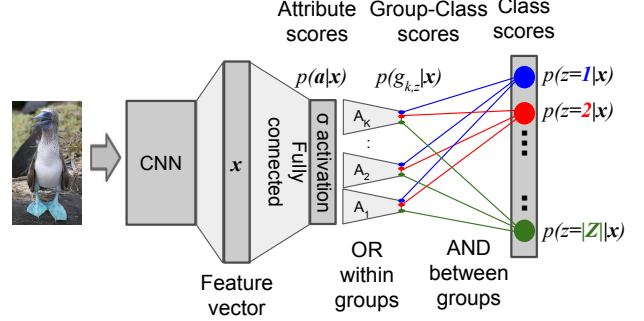 Attribute scores
Group-Class scores
Class scores
p(a|x)
p(g_{k,z}|x)
p(z=1|x)
p(z=2|x)
CNN
x
Fully connected
σ activation
A_K
:
A_2
A_1
p(z=|Z||x)
Feature vector
OR within groups
AND between groups